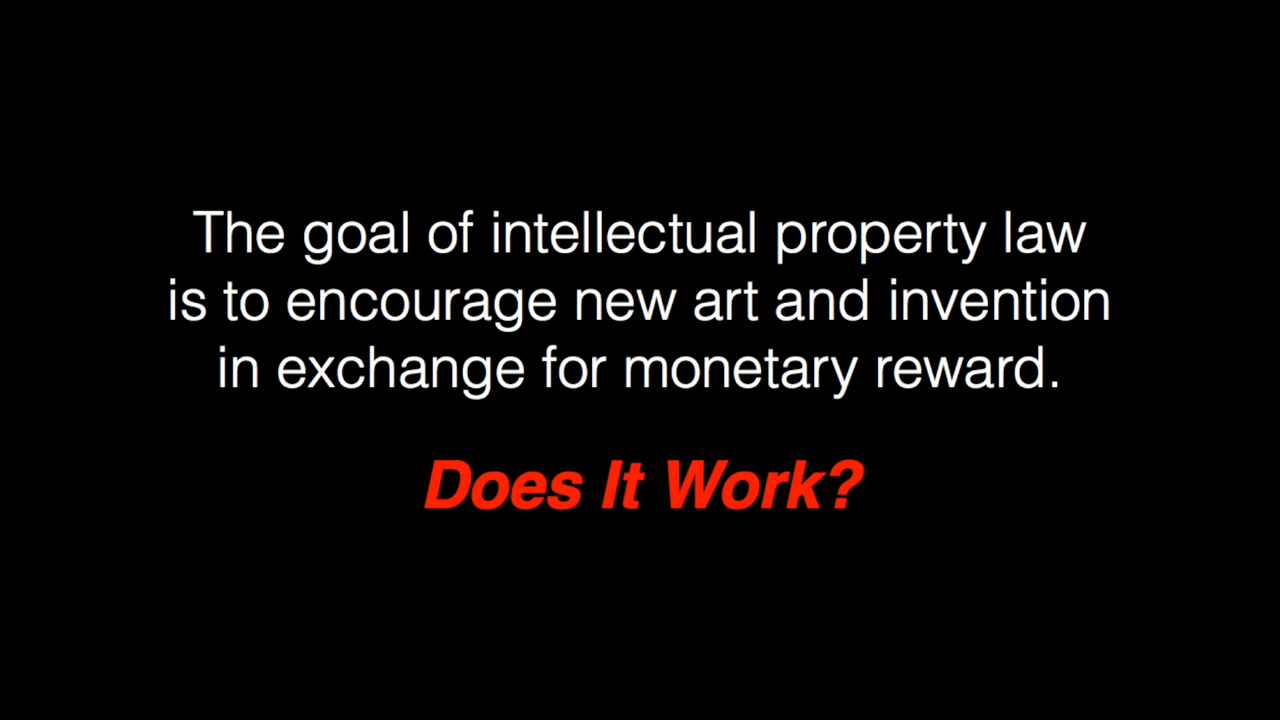 The goal of intellectual property law
is to encourage new art and invention
in exchange for monetary reward.
Does It Work?